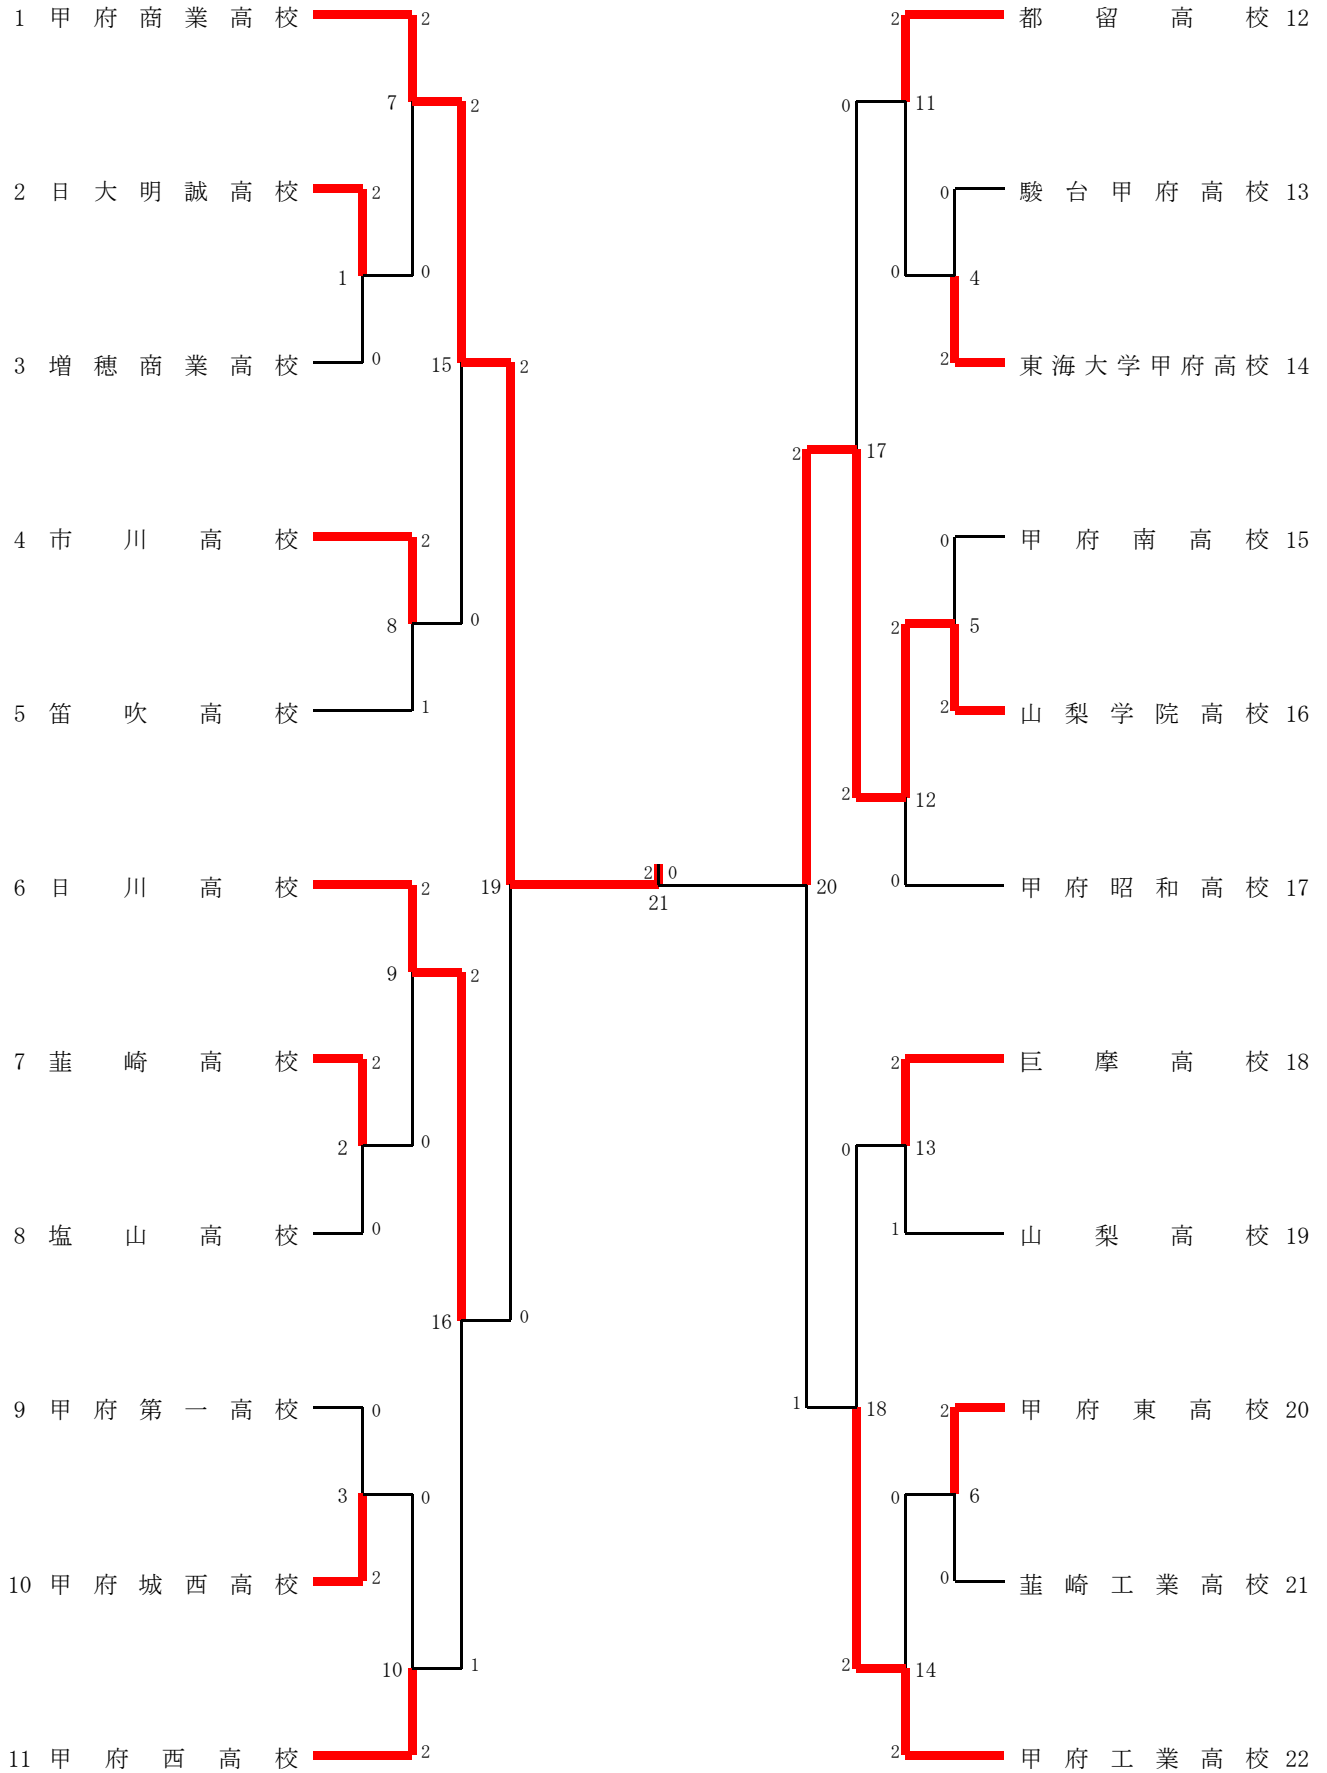 1 甲府商業高校 2 2 都留高校 12
7 2 0 11
2 日大明誠高校 2 0 駿台甲府高校 13
1 0 0 4
3 増穂商業高校 0 15 2 2 東海大学甲府高校 14
2 17
4 市川高校 2 0 甲府南高校 15
8 0 2 5
5 笛吹高校 1 2 山梨学院高校 16
2 12
6 日川高校 2 19 2 0 20 0 甲府昭和高校 17
21
9 2
7 韮崎高校 2 2 巨摩高校 18
2 0 0 13
8 塩山高校 0 1 山梨高校 19
16 0
9 甲府第一高校 0 1 18 2 甲府東高校 20
3 0 0 6
10 甲府城西高校 2 0 韮崎工業高校 21
10 1 2 14
11 甲府西高校 2 2 甲府工業高校 22